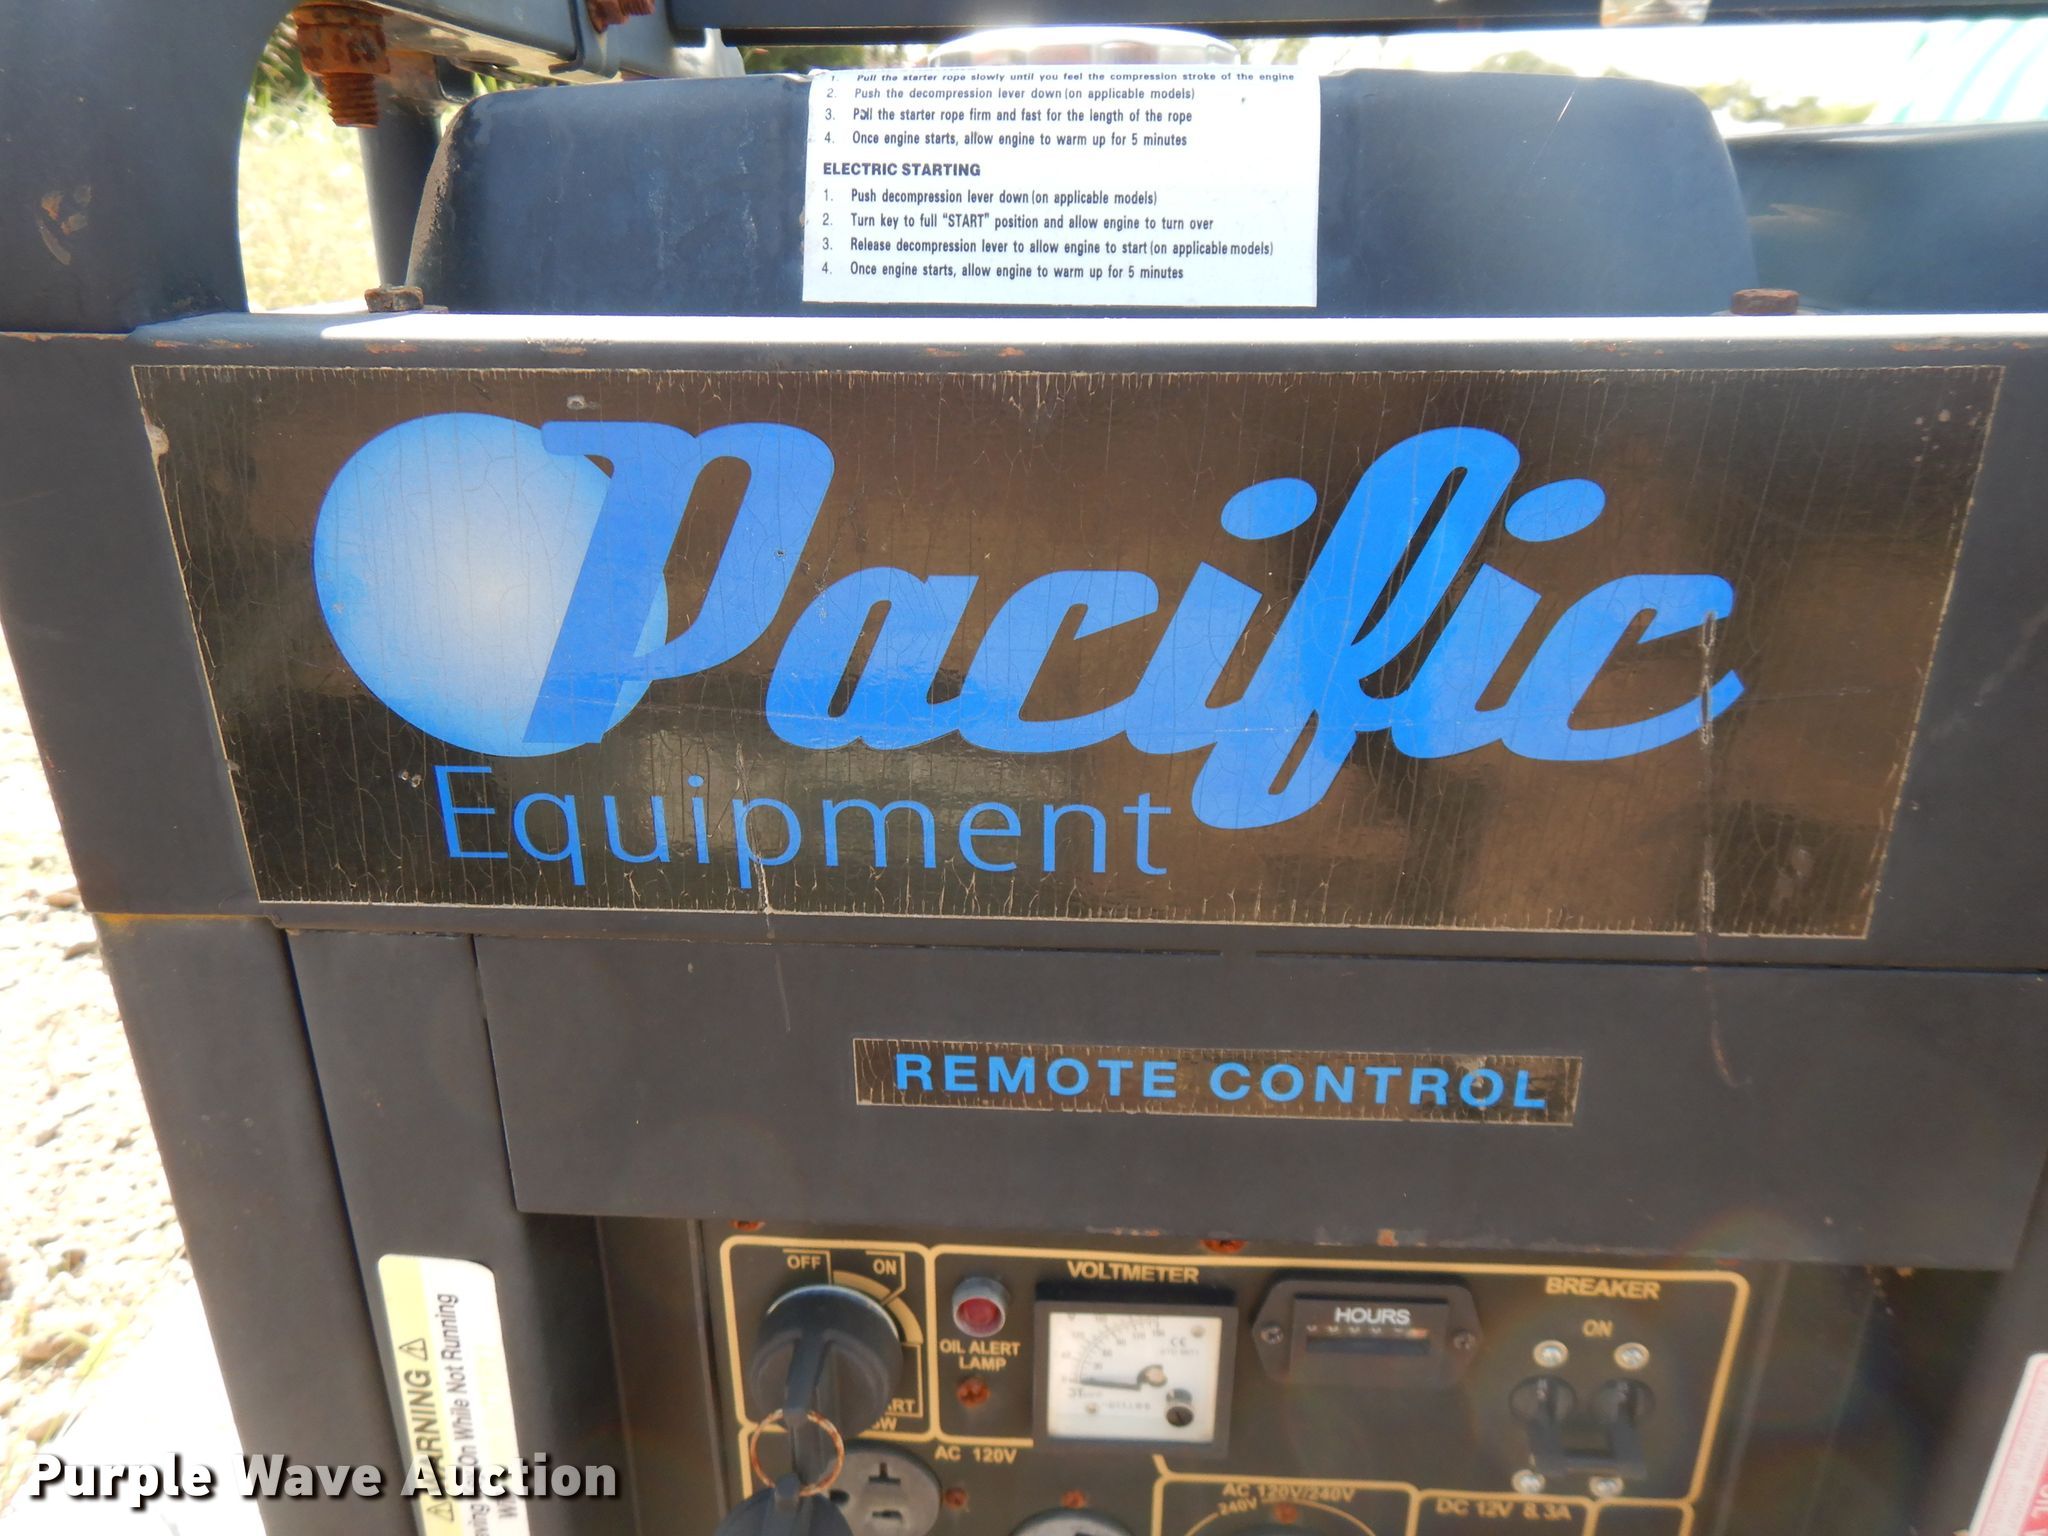 1. Pull the starter rope slowly until you feel the compression stroke of the engine
2. Push the decompression lever down (on applicable models)
3. Pull the starter rope firm and fast for the length of the rope
4. Once engine starts, allow engine to warm up for 5 minutes
ELECTRIC STARTING
1. Push decompression lever down (on applicable models)
2. Turn key to full "START" position and allow engine to turn over
3. Release decompression lever to allow engine to start (on applicable models)
4. Once engine starts, allow engine to warm up for 5 minutes
Pacific
Equipment
REMOTE CONTROL
OFF ON
VOLTMETER
HOURS
BREAKER
ON
OIL ALERT
LAMP
AC 120V
AC 120V/240V
240V
DC 12V & 3A
WARNING
On While Not Running
Purple Wave Auction